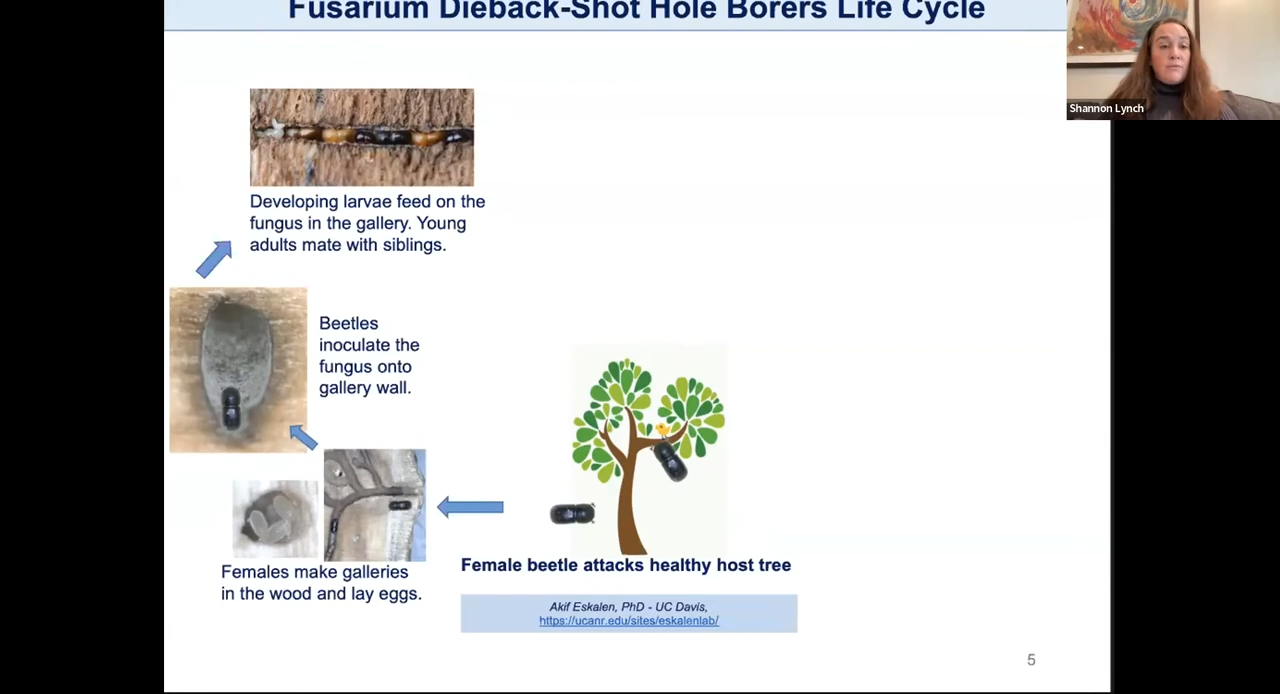 Fusarium Dieback-Shot Hole Borers Life Cycle
Shannon Lynch
Developing larvae feed on the
fungus in the gallery. Young
adults mate with siblings.
Beetles
inoculate the
fungus onto
gallery wall.
Females make galleries
in the wood and lay eggs.
Female beetle attacks healthy host tree
Akif Eskalen, PhD - UC Davis,
https://ucanr.edu/sites/eskalenlab/
5